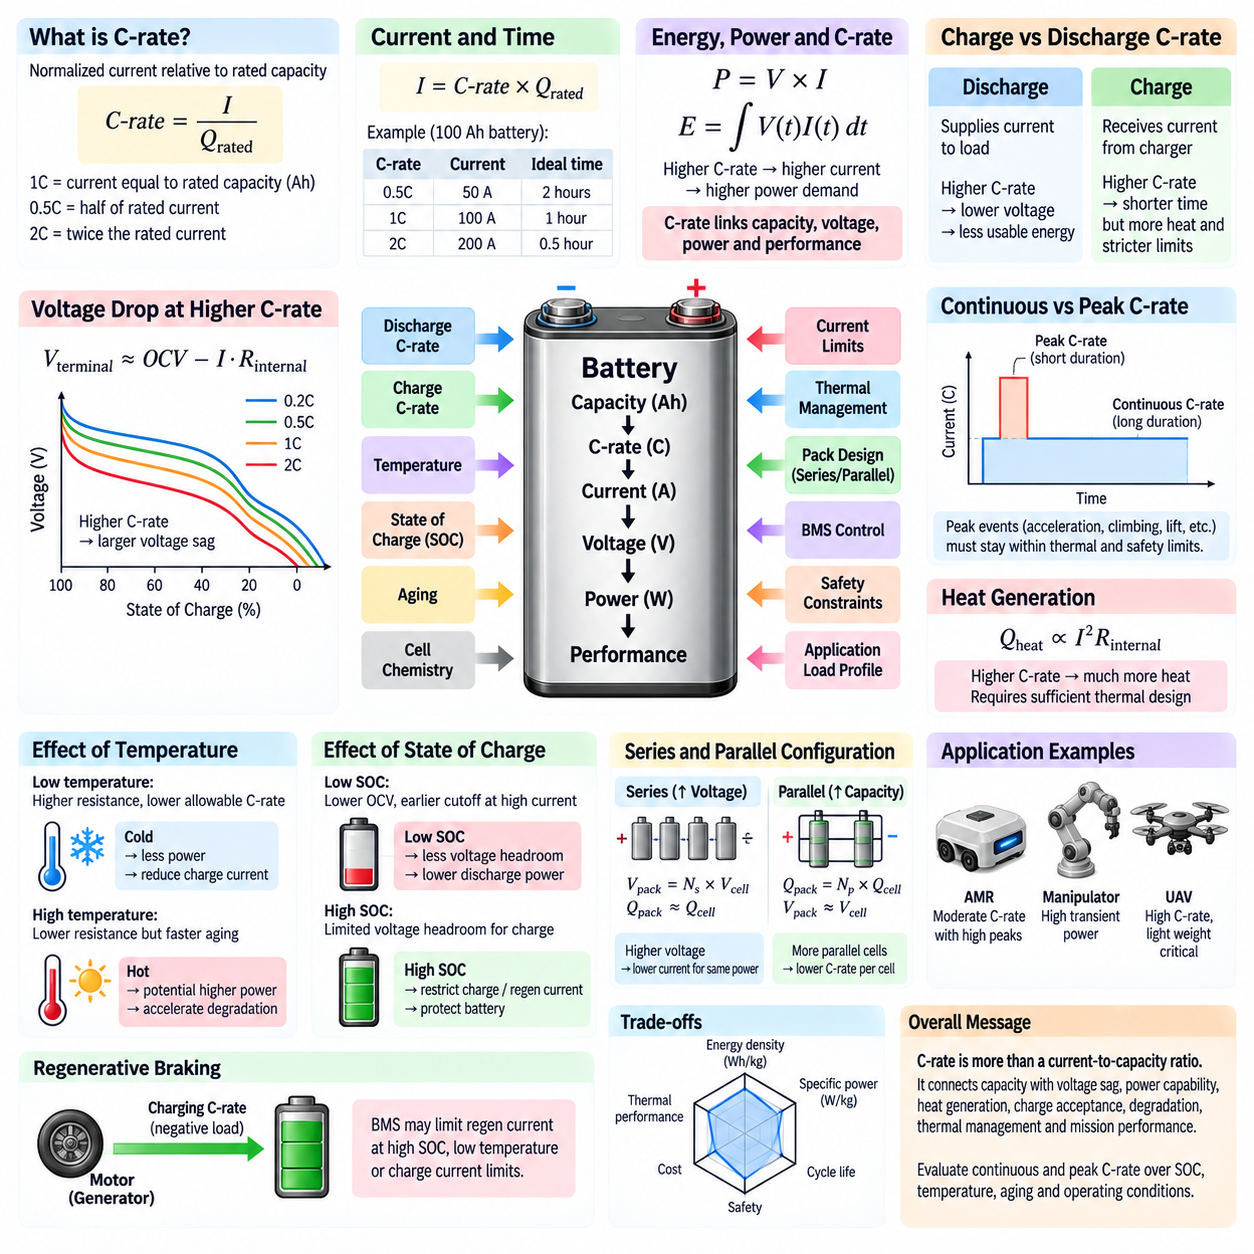 What is C-rate?
Normalized current relative to rated capacity
C-rate = I / Q_rated
1C = current equal to rated capacity (Ah)
0.5C = half of rated current
2C = twice the rated current
Current and Time
I = C-rate × Q_rated
Example (100 Ah battery):
C-rate Current Ideal time
0.5C 50 A 2 hours
1C 100 A 1 hour
2C 200 A 0.5 hour
Energy, Power and C-rate
P = V × I
E = ∫ V(t)I(t) dt
Higher C-rate → higher current
→ higher power demand
C-rate links capacity, voltage,
power and performance
Charge vs Discharge C-rate
Discharge
Supplies current
to load
Higher C-rate
→ lower voltage
→ less usable energy
Charge
Receives current
from charger
Higher C-rate
→ shorter time
but more heat and
stricter limits
Voltage Drop at Higher C-rate
V_terminal ≈ OCV − I · R_internal
0.2C
0.5C
1C
2C
Voltage (V)
Higher C-rate
→ larger voltage sag
100 80 60 40 20 0
State of Charge (%)
Discharge
C-rate
Charge
C-rate
Temperature
State of
Charge (SOC)
Aging
Cell
Chemistry
− +
Battery
Capacity (Ah)
C-rate (C)
Current (A)
Voltage (V)
Power (W)
Performance
Current
Limits
Thermal
Management
Pack Design
(Series/Parallel)
BMS Control
Safety
Constraints
Application
Load Profile
Continuous vs Peak C-rate
Peak C-rate
(short duration)
Continuous C-rate
(long duration)
Current (C)
Time
Peak events (acceleration, climbing, lift, etc.)
must stay within thermal and safety limits.
Heat Generation
Q_heat ∝ I² R_internal
Higher C-rate → much more heat
Requires sufficient thermal design
Effect of Temperature
Low temperature:
Higher resistance, lower allowable C-rate
Cold
→ less power
→ reduce charge current
High temperature:
Lower resistance but faster aging
Hot
→ potential higher power
→ accelerate degradation
Effect of State of Charge
Low SOC:
Lower OCV, earlier cutoff at high current
Low SOC
→ less voltage headroom
→ lower discharge power
High SOC:
Limited voltage headroom for charge
High SOC
→ restrict charge / regen current
→ protect battery
Series and Parallel Configuration
Series (↑ Voltage)
+ ÷
V_pack = N_s × V_cell
Q_pack ≈ Q_cell
Higher voltage
→ lower current for same power
Parallel (↑ Capacity)
+ −
Q_pack = N_p × Q_cell
V_pack ≈ V_cell
More parallel cells
→ lower C-rate per cell
Application Examples
AMR
Moderate C-rate
with high peaks
Manipulator
High transient
power
UAV
High C-rate,
light weight
critical
Regenerative Braking
Charging C-rate
(negative load)
Motor
(Generator)
BMS may limit regen current
at high SOC, low temperature
or charge current limits.
Trade-offs
Energy density
(Wh/kg)
Specific power
(W/kg)
Cycle life
Safety
Cost
Thermal
performance
Overall Message
C-rate is more than a current-to-capacity ratio.
It connects capacity with voltage sag, power capability,
heat generation, charge acceptance, degradation,
thermal management and mission performance.
Evaluate continuous and peak C-rate over SOC,
temperature, aging and operating conditions.